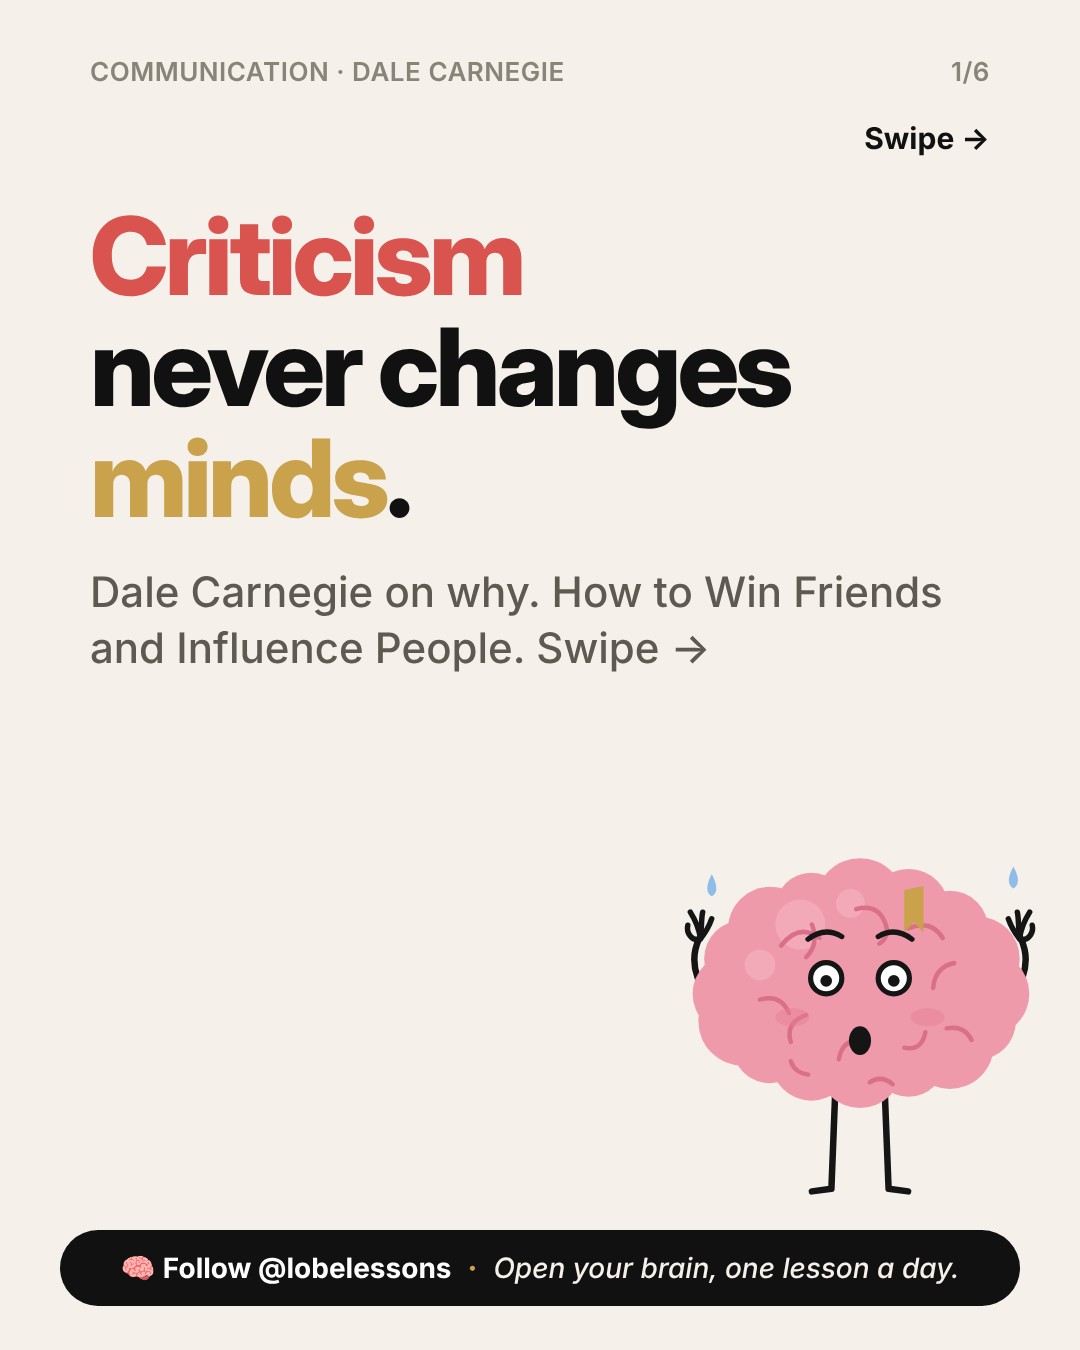 COMMUNICATION · DALE CARNEGIE
1/6
Swipe →
Criticism
never changes
minds.
Dale Carnegie on why. How to Win Friends
and Influence People. Swipe →
🧠 Follow @lobelessons · Open your brain, one lesson a day.